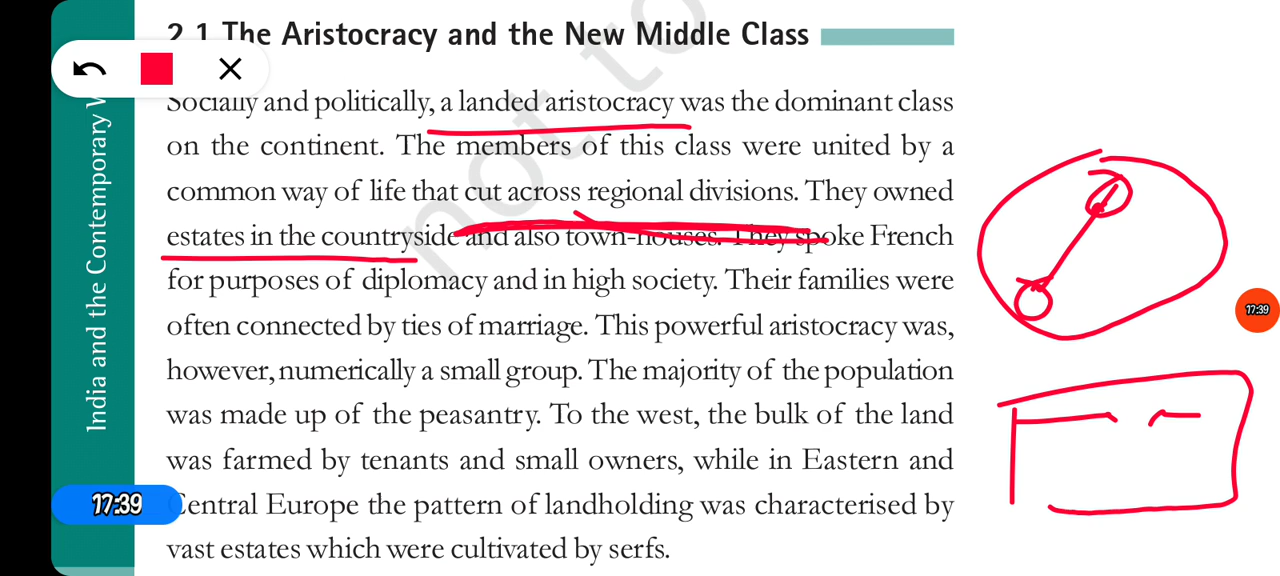 2.1 The Aristocracy and the New Middle Class
Socially and politically, a landed aristocracy was the dominant class
on the continent. The members of this class were united by a
common way of life that cut across regional divisions. They owned
estates in the countryside and also town-houses. They spoke French
for purposes of diplomacy and in high society. Their families were
often connected by ties of marriage. This powerful aristocracy was,
however, numerically a small group. The majority of the population
was made up of the peasantry. To the west, the bulk of the land
was farmed by tenants and small owners, while in Eastern and
Central Europe the pattern of landholding was characterised by
vast estates which were cultivated by serfs.
India and the Contemporary W
not to
17:39
17:39